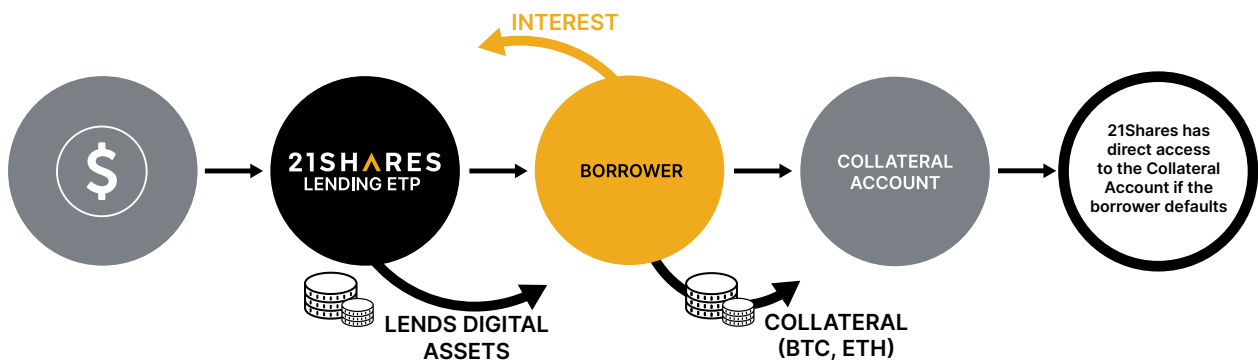 INTEREST
$
21SHARES
LENDING ETP
BORROWER
COLLATERAL
ACCOUNT
21Shares has
direct access
to the Collateral
Account if the
borrower defaults
LENDS DIGITAL
ASSETS
COLLATERAL
(BTC, ETH)